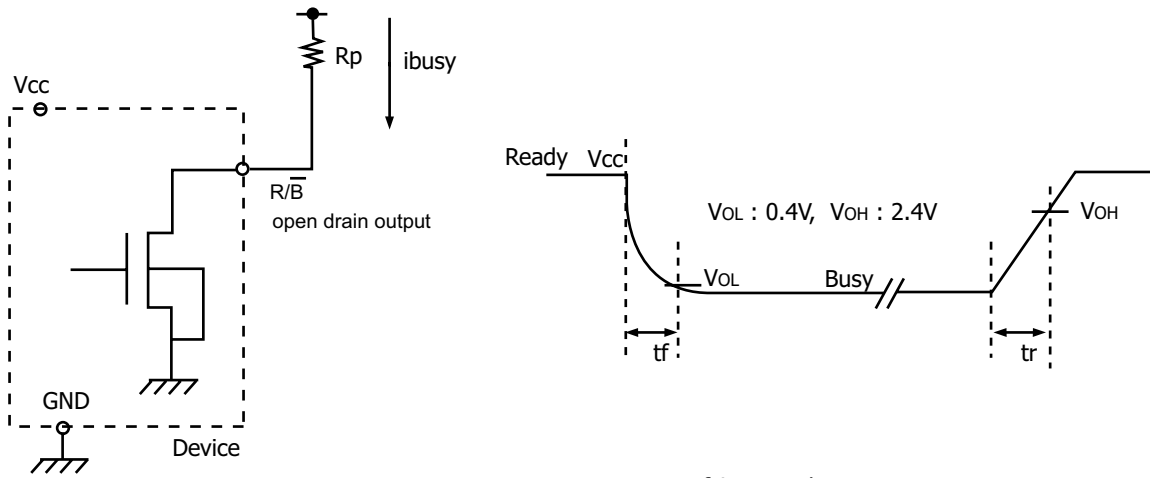 Rp
ibusy
Vcc
R/B̅
open drain output
GND
Device
Ready Vcc
VOL : 0.4V, VOH : 2.4V
VOH
VOL
Busy
tf
tr